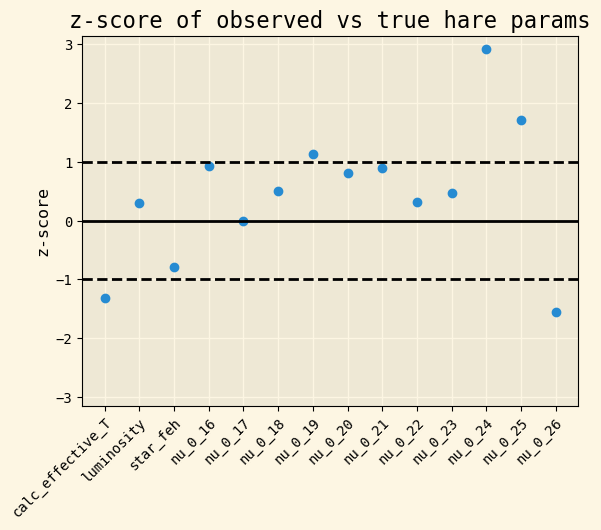 z-score of observed vs true hare params
z-score
3
2
1
0
−1
−2
−3
calc_effective_T
luminosity
star_feh
nu_0_16
nu_0_17
nu_0_18
nu_0_19
nu_0_20
nu_0_21
nu_0_22
nu_0_23
nu_0_24
nu_0_25
nu_0_26